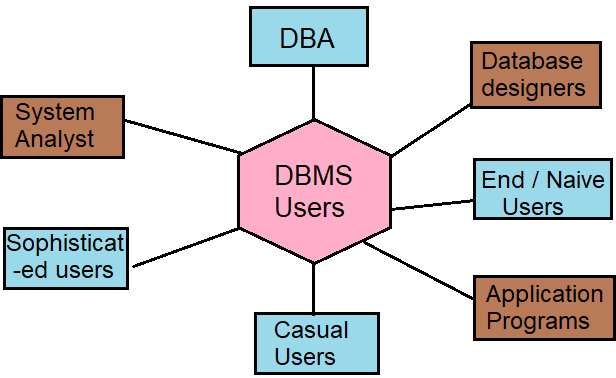 DBA
Database
designers
System
Analyst
DBMS
Users
End / Naive
Users
Sophisticat
-ed users
Application
Programs
Casual
Users